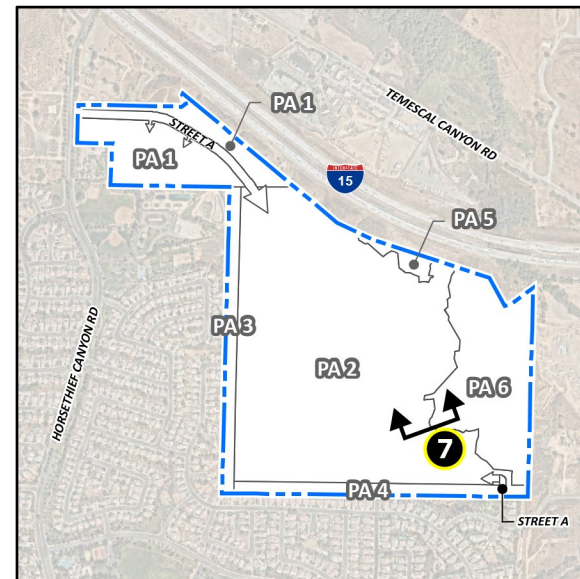 PA 1
TEMESCAL CANYON RD
STREET A
PA 1
INTERSTATE
15
PA 5
HORSETHIEF CANYON RD
PA 3
PA 2
PA 6
7
PA 4
STREET A